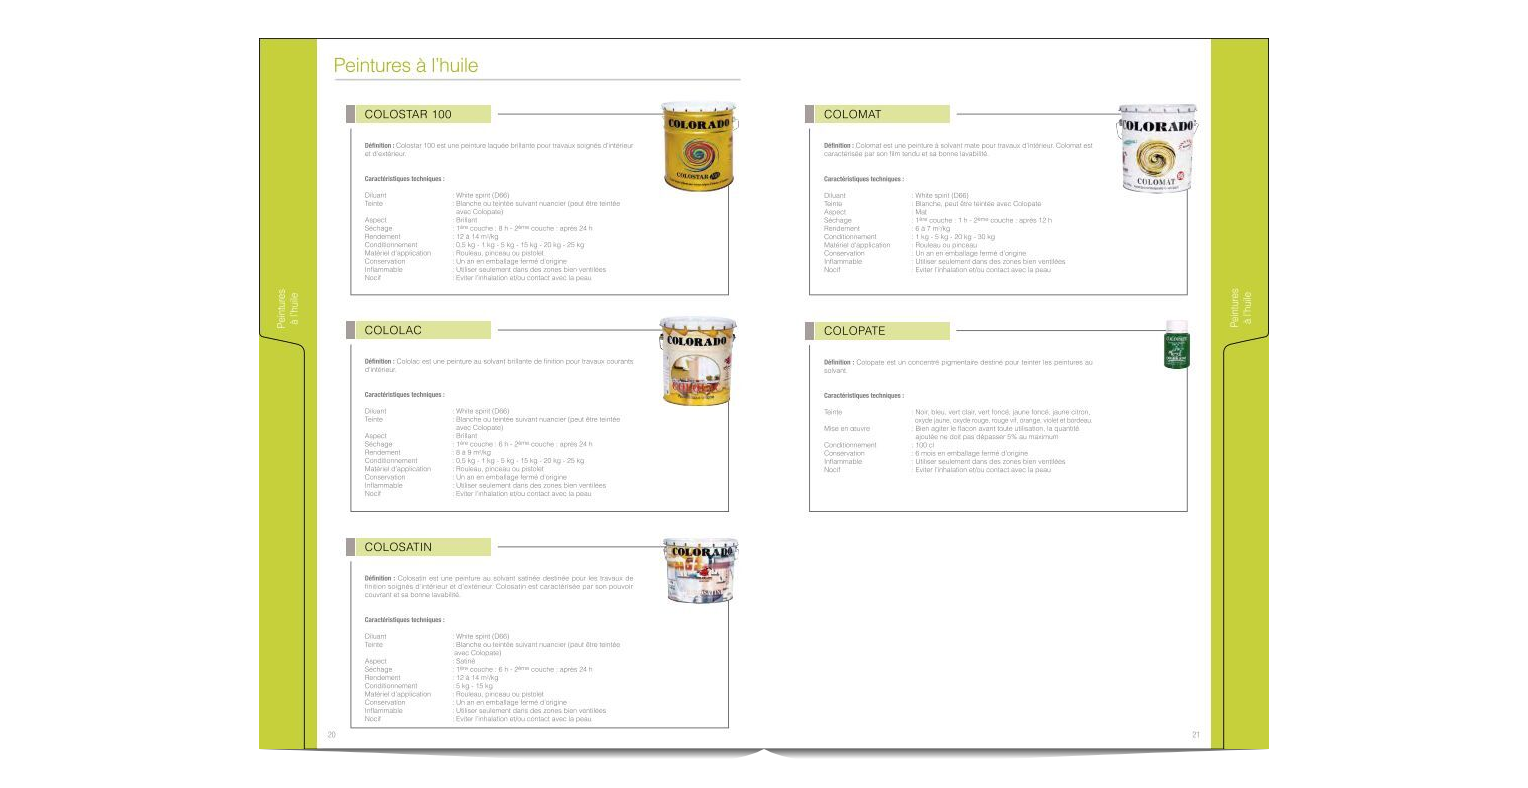 Peintures à l'huile
COLOSTAR 100
COLORADO
COLOSTAR 100
Définition : Colostar 100 est une peinture laquée brillante pour travaux soignés d'intérieur
et d'extérieur.
Caractéristiques techniques :
Diluant : White spirit (D66)
Teinte : Blanche ou teintée suivant nuancier (peut être teintée
avec Colopate)
Aspect : Brillant
Séchage : 1ère couche : 8 h - 2ème couche : après 24 h
Rendement : 12 à 14 m²/kg
Conditionnement : 0,5 kg - 1 kg - 5 kg - 15 kg - 20 kg - 25 kg
Matériel d'application : Rouleau, pinceau ou pistolet
Conservation : Un an en emballage fermé d'origine
Inflammable : Utiliser seulement dans des zones bien ventilées
Nocif : Eviter l'inhalation et/ou contact avec la peau
COLOLAC
COLORADO
COLOLAC
Définition : Cololac est une peinture au solvant brillante de finition pour travaux courants
d'intérieur.
Caractéristiques techniques :
Diluant : White spirit (D66)
Teinte : Blanche ou teintée suivant nuancier (peut être teintée
avec Colopate)
Aspect : Brillant
Séchage : 1ère couche : 6 h - 2ème couche : après 24 h
Rendement : 8 à 9 m²/kg
Conditionnement : 0,5 kg - 1 kg - 5 kg - 15 kg - 20 kg - 25 kg
Matériel d'application : Rouleau, pinceau ou pistolet
Conservation : Un an en emballage fermé d'origine
Inflammable : Utiliser seulement dans des zones bien ventilées
Nocif : Eviter l'inhalation et/ou contact avec la peau
COLOSATIN
COLORADO
Définition : Colosatin est une peinture au solvant satinée destinée pour les travaux de
finition soignés d'intérieur et d'extérieur. Colosatin est caractérisée par son pouvoir
couvrant et sa bonne lavabilité.
Caractéristiques techniques :
Diluant : White spirit (D66)
Teinte : Blanche ou teintée suivant nuancier (peut être teintée
avec Colopate)
Aspect : Satiné
Séchage : 1ère couche : 6 h - 2ème couche : après 24 h
Rendement : 12 à 14 m²/kg
Conditionnement : 5 kg - 15 kg
Matériel d'application : Rouleau, pinceau ou pistolet
Conservation : Un an en emballage fermé d'origine
Inflammable : Utiliser seulement dans des zones bien ventilées
Nocif : Eviter l'inhalation et/ou contact avec la peau
20
Peintures
à l'huile
COLOMAT
COLORADO
COLOMAT
Définition : Colomat est une peinture à solvant mate pour travaux d'intérieur. Colomat est
caractérisée par son film tendu et sa bonne lavabilité.
Caractéristiques techniques :
Diluant : White spirit (D66)
Teinte : Blanche, peut être teintée avec Colopate
Aspect : Mat
Séchage : 1ère couche : 1 h - 2ème couche : après 12 h
Rendement : 6 à 7 m²/kg
Conditionnement : 1 kg - 5 kg - 20 kg - 30 kg
Matériel d'application : Rouleau ou pinceau
Conservation : Un an en emballage fermé d'origine
Inflammable : Utiliser seulement dans des zones bien ventilées
Nocif : Eviter l'inhalation et/ou contact avec la peau
COLOPATE
Définition : Colopate est un concentré pigmentaire destiné pour teinter les peintures au
solvant.
Caractéristiques techniques :
Teinte : Noir, bleu, vert clair, vert foncé, jaune foncé, jaune citron,
oxyde jaune, oxyde rouge, rouge vif, orange, violet et bordeau.
Mise en œuvre : Bien agiter le flacon avant toute utilisation, la quantité
ajoutée ne doit pas dépasser 5% au maximum
Conditionnement : 100 cl
Conservation : 6 mois en emballage fermé d'origine
Inflammable : Utiliser seulement dans des zones bien ventilées
Nocif : Eviter l'inhalation et/ou contact avec la peau
21
Peintures
à l'huile